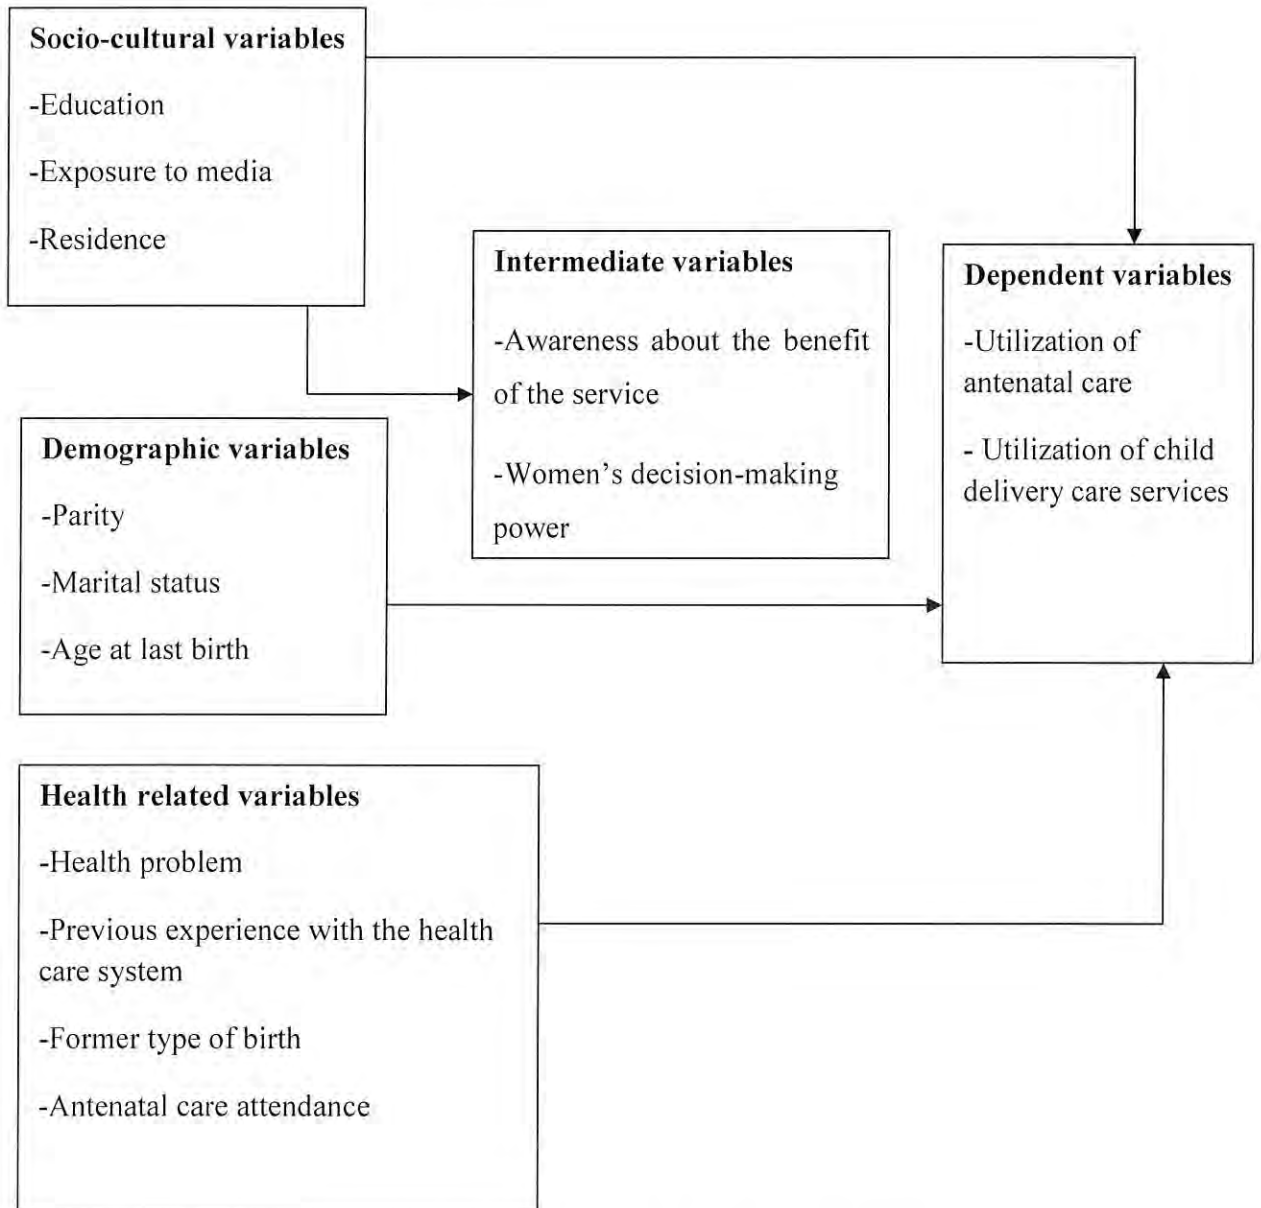 Socio-cultural variables
-Education
-Exposure to media
-Residence
Intermediate variables
-Awareness about the benefit
of the service
-Women's decision-making
power
Dependent variables
-Utilization of
antenatal care
- Utilization of child
delivery care services
Demographic variables
-Parity
-Marital status
-Age at last birth
Health related variables
-Health problem
-Previous experience with the health
care system
-Former type of birth
-Antenatal care attendance